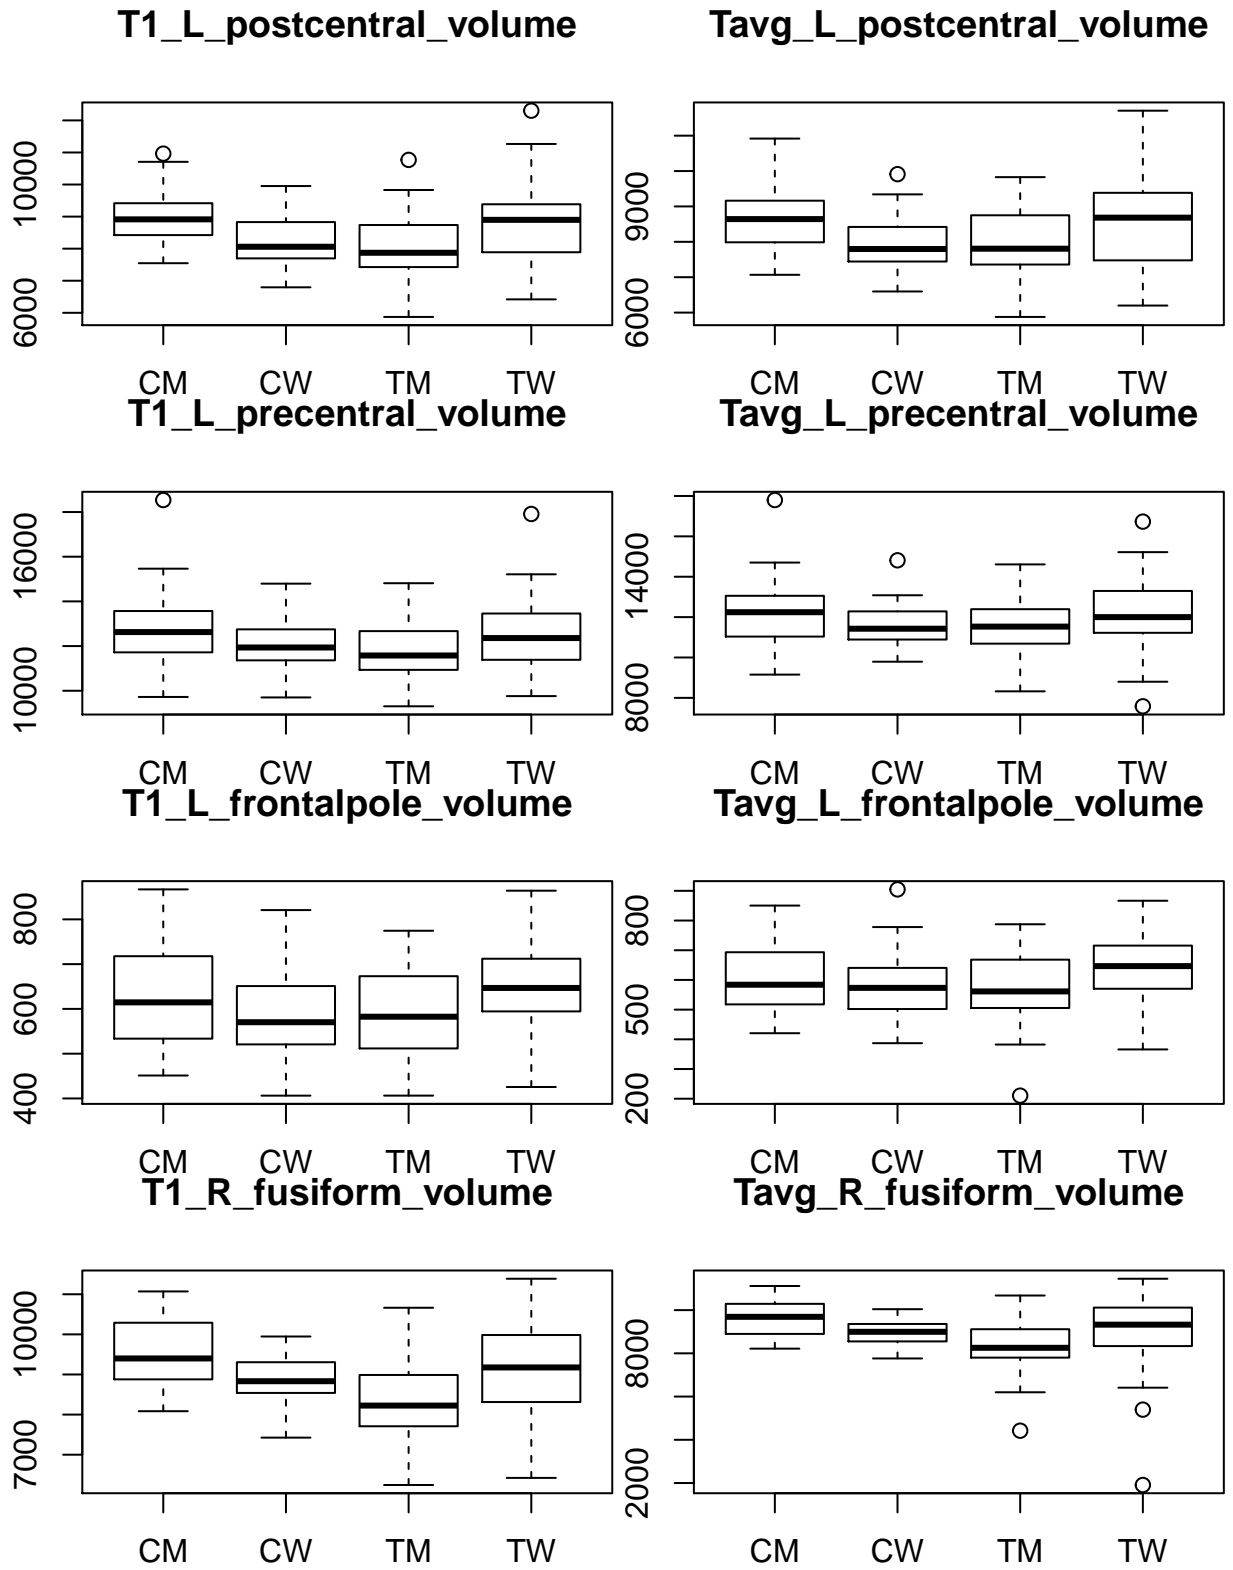 T1_L_postcentral_volume
6000 10000
CM CW TM TW
Tavg_L_postcentral_volume
6000 9000
CM CW TM TW
T1_L_precentral_volume
10000 16000
CM CW TM TW
Tavg_L_precentral_volume
8000 14000
CM CW TM TW
T1_L_frontalpole_volume
400 600 800
CM CW TM TW
Tavg_L_frontalpole_volume
200 500 800
CM CW TM TW
T1_R_fusiform_volume
7000 10000
CM CW TM TW
Tavg_R_fusiform_volume
2000 8000
CM CW TM TW